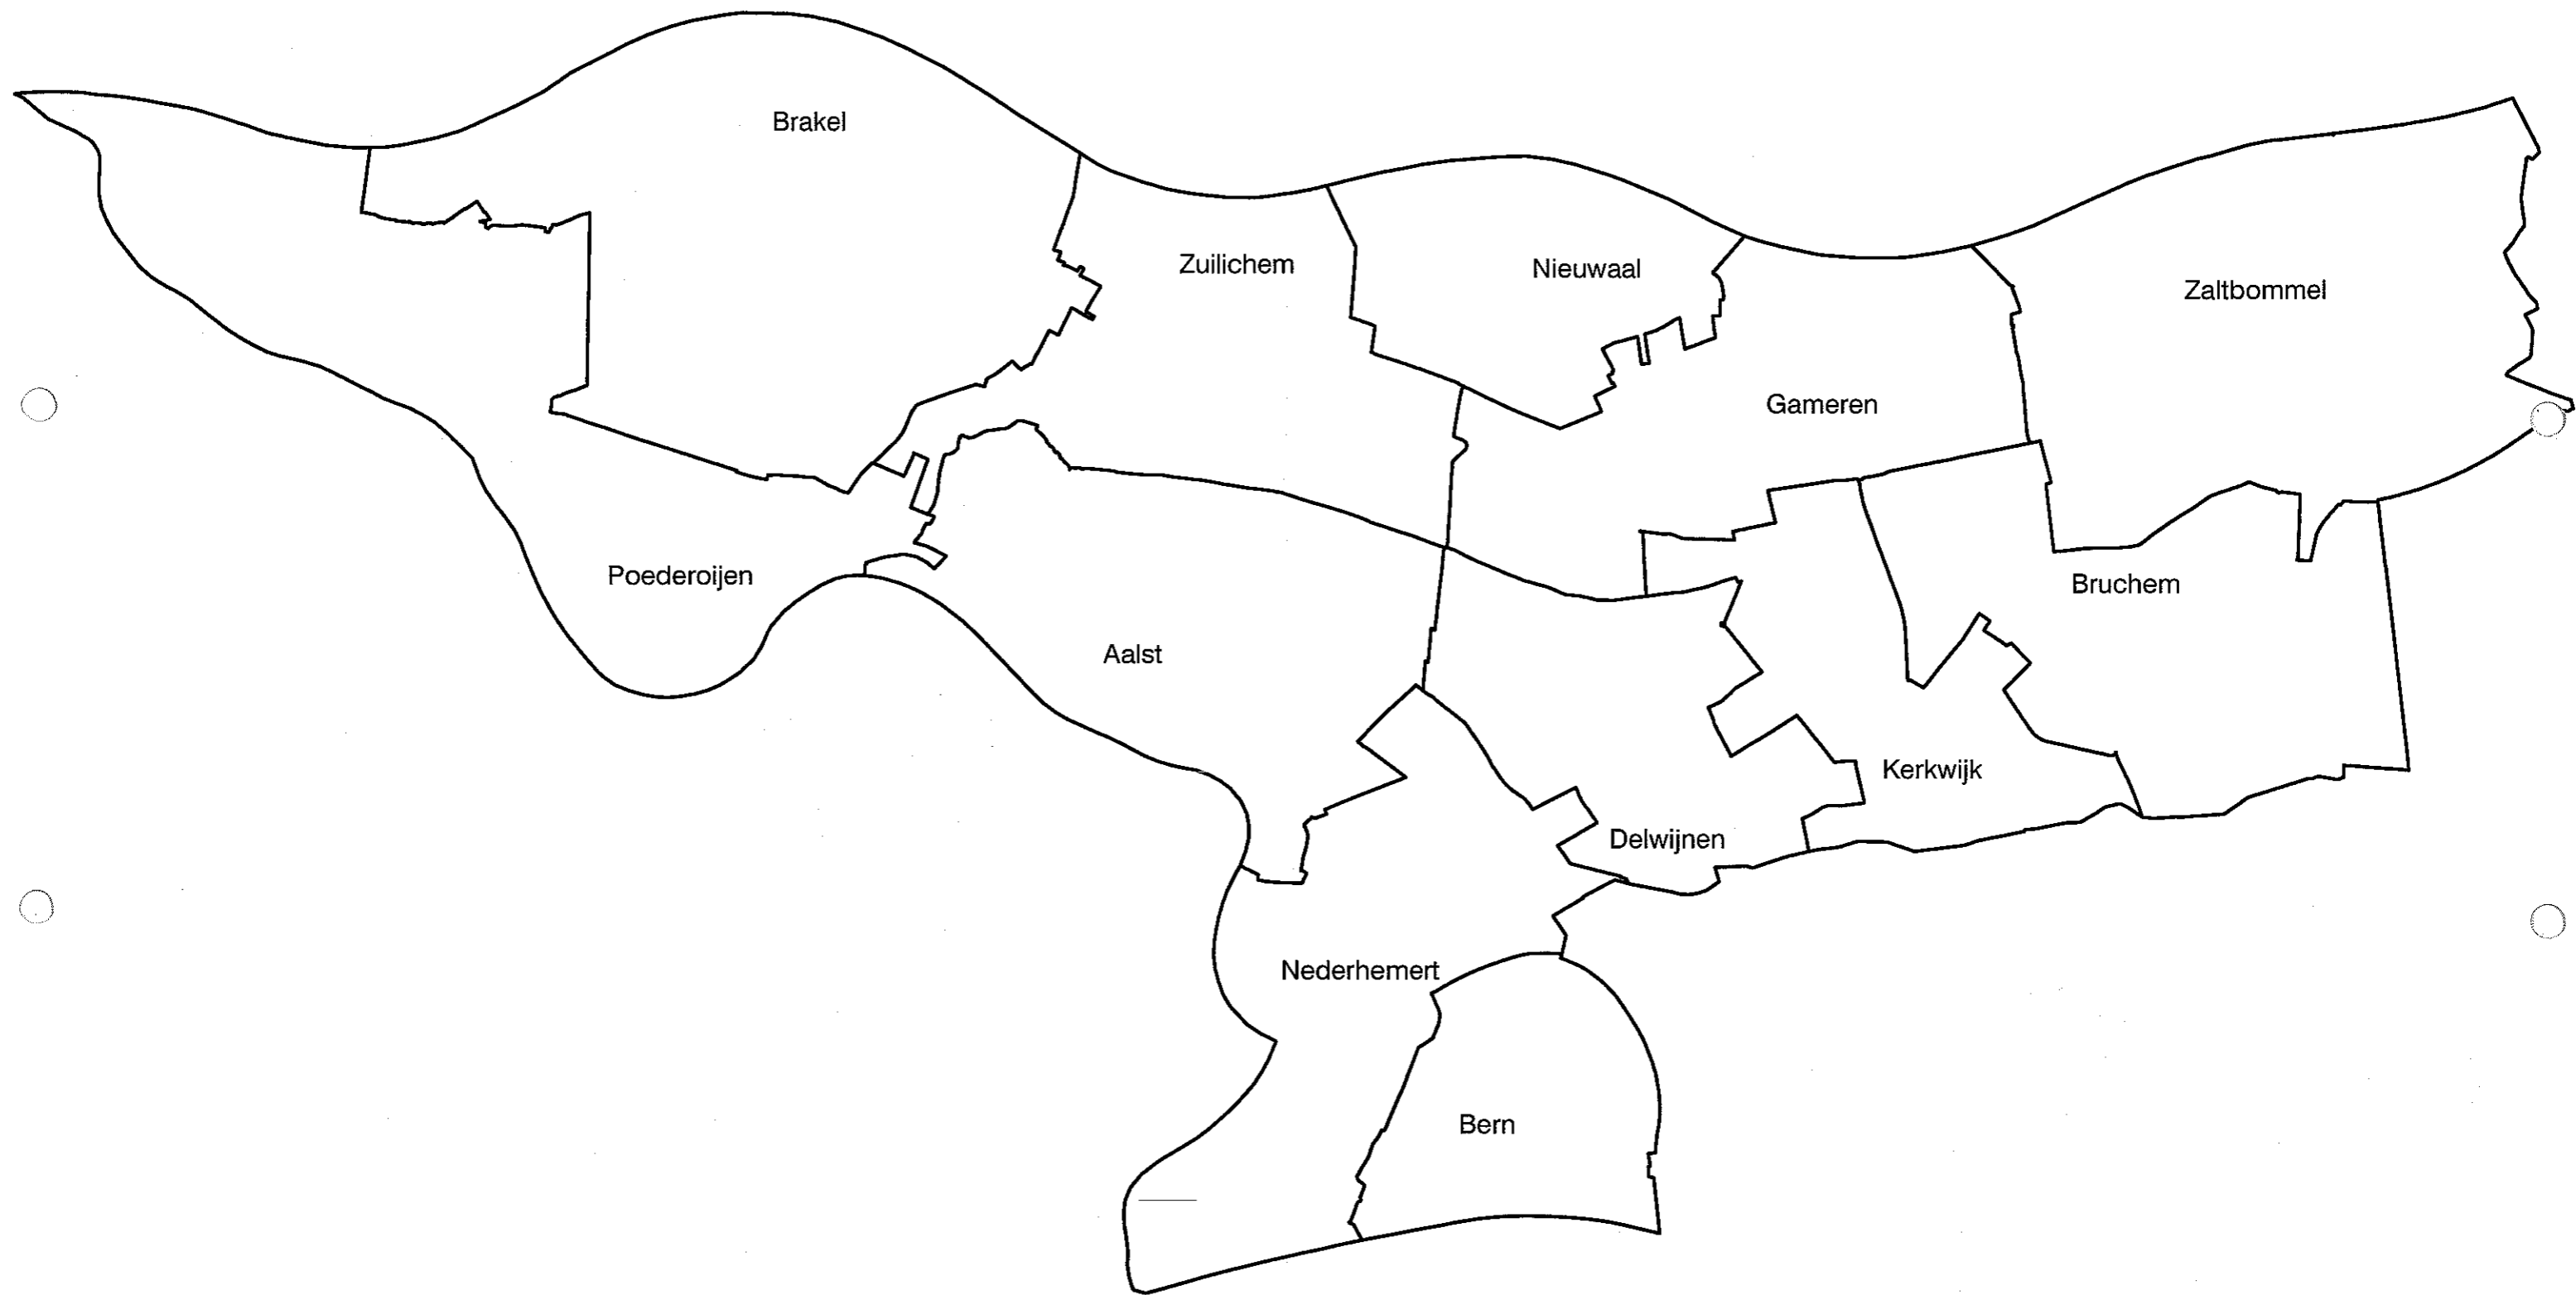 Brakel
Zuilichem
Nieuwaal
Zaltbommel
Gameren
Poederoijen
Bruchem
Aalst
Kerkwijk
Delwijnen
Nederhemert
Bern